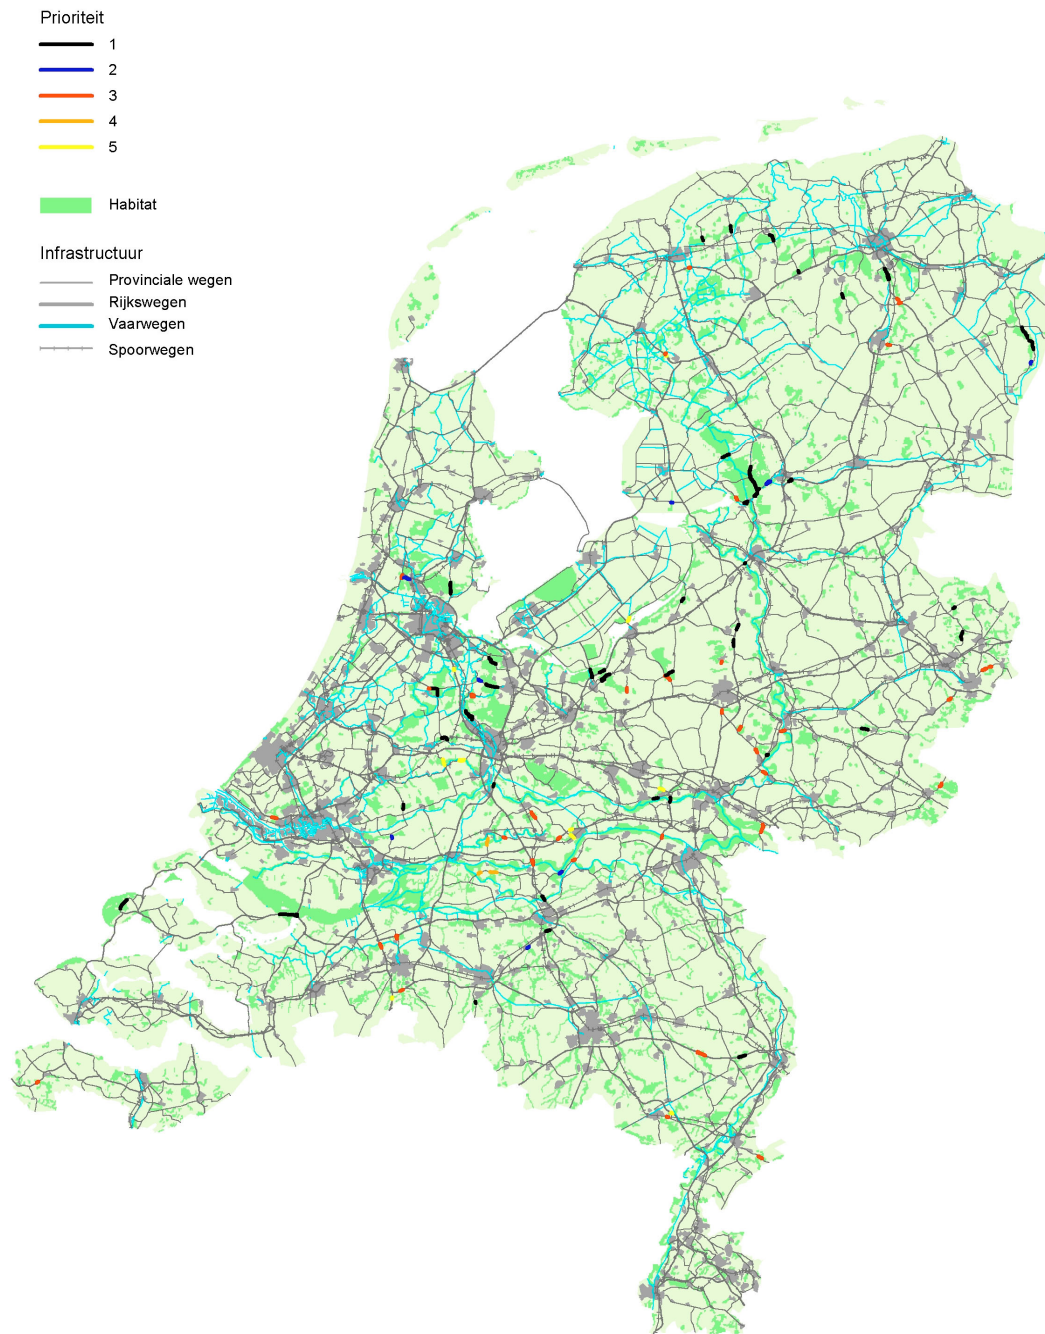 Prioriteit
1
2
3
4
5
Habitat
Infrastructuur
Provinciale wegen
Rijkswegen
Vaarwegen
Spoorwegen